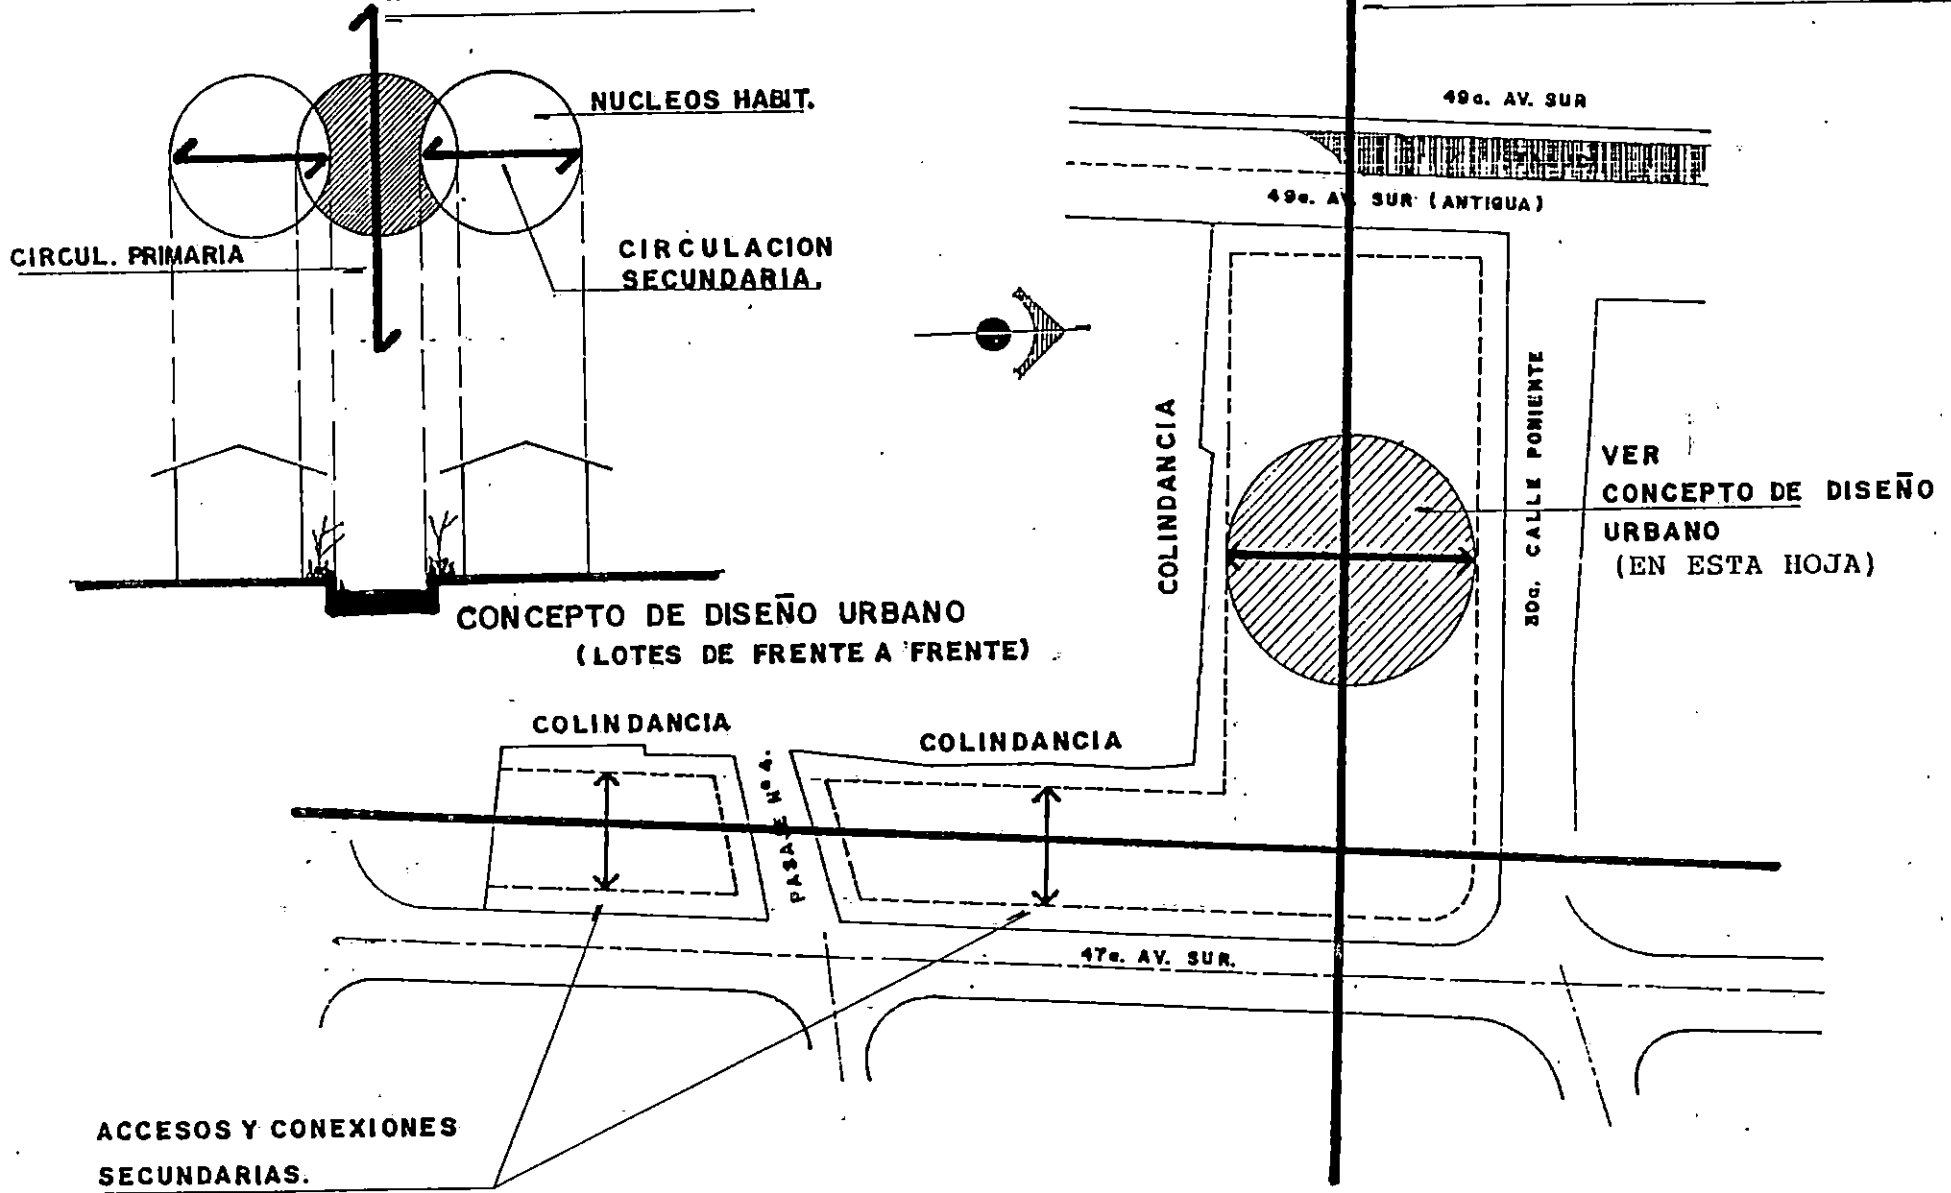 NUCLEOS HABIT.
CIRCUL. PRIMARIA
CIRCULACION
SECUNDARIA.
CONCEPTO DE DISEÑO URBANO
(LOTES DE FRENTE A FRENTE)
49a. AV. SUR
49a. AV. SUR (ANTIGUA)
COLINDANCIA
30a. CALLE PONIENTE
VER
CONCEPTO DE DISEÑO
URBANO
(EN ESTA HOJA)
COLINDANCIA
COLINDANCIA
PASAJE Nº 4.
47a. AV. SUR.
ACCESOS Y CONEXIONES
SECUNDARIAS.